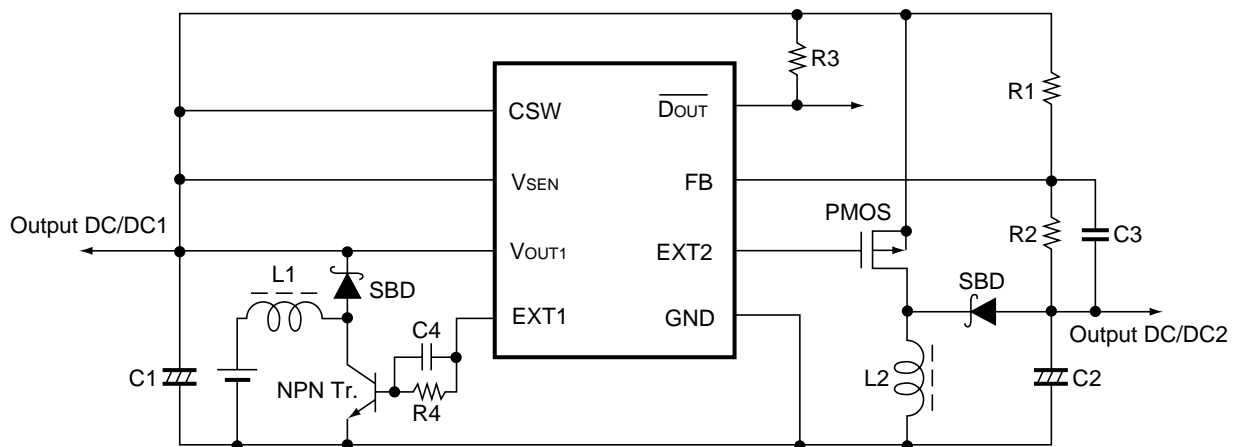 R3
R1
CSW
DOUT
VSEN
FB
PMOS
Output DC/DC1
VOUT1
EXT2
R2
C3
L1
SBD
SBD
EXT1
GND
C4
Output DC/DC2
C1
NPN Tr.
R4
L2
C2